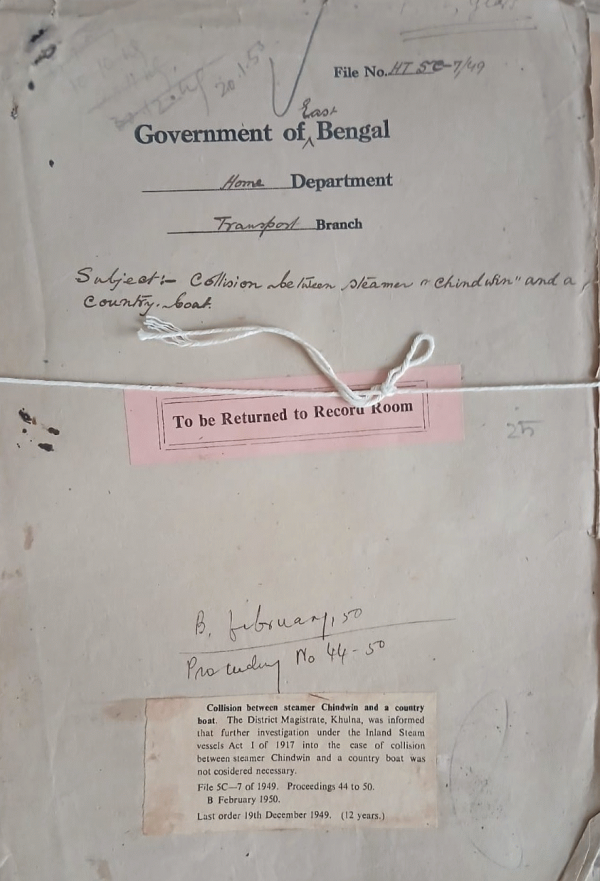 20.1.53
File No. HT 5C-7/49
East
Government of ‸ Bengal
Home Department
Transport Branch
Subject:- Collision between steamer "Chindwin" and a
Country boat.
To be Returned to Record Room
25
B. February, 50
Proceeding No 44-50
Collision between steamer Chindwin and a country
boat. The District Magistrate, Khulna, was informed
that further investigation under the Inland Steam
vessels Act 1 of 1917 into the case of collision
between steamer Chindwin and a country boat was
not cosidered necessary.
File 5C—7 of 1949. Proceedings 44 to 50.
B February 1950.
Last order 19th December 1949. (12 years.)